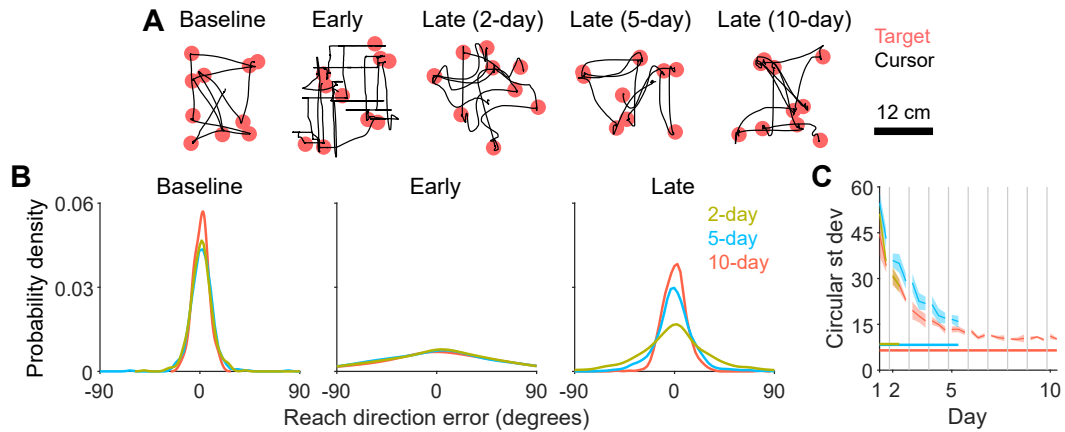 A
Baseline
Early
Late (2-day)
Late (5-day)
Late (10-day)
Target
Cursor
12 cm
B
Baseline
Early
Late
Probability density
0.06
0.03
0
-90
0
90
-90
0
90
-90
0
90
2-day
5-day
10-day
Reach direction error (degrees)
C
Circular st dev
60
45
30
15
0
1
2
5
10
Day